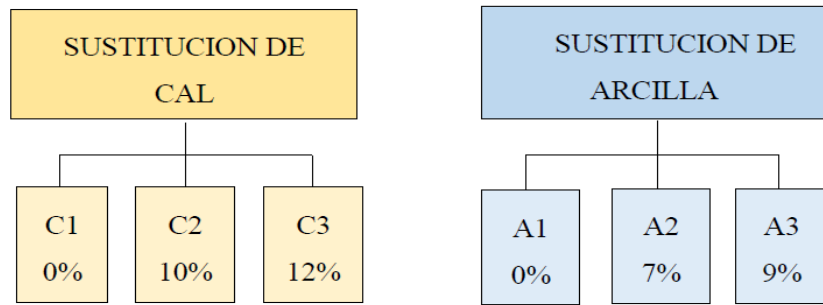 SUSTITUCION DE
CAL
C1
0%
C2
10%
C3
12%
SUSTITUCION DE
ARCILLA
A1
0%
A2
7%
A3
9%